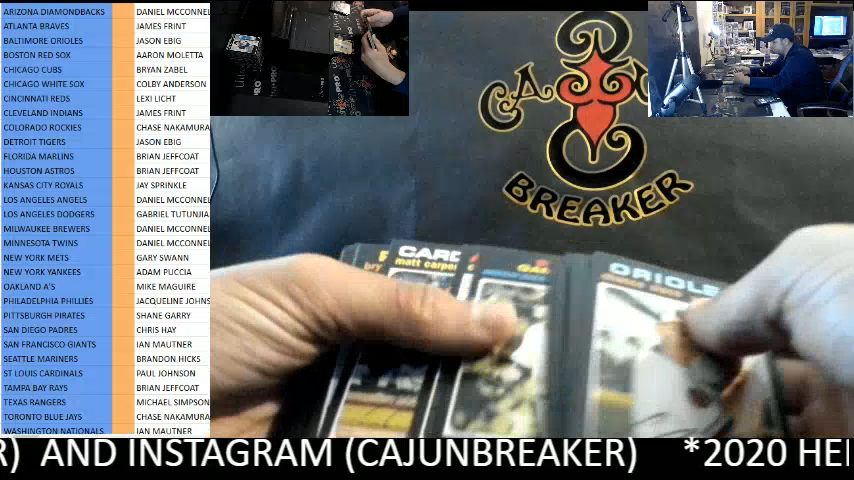 ARIZONA DIAMONDBACKS DANIEL MCCONNEL
ATLANTA BRAVES JAMES FRINT
BALTIMORE ORIOLES JASON EBIG
BOSTON RED SOX AARON MOLETTA
CHICAGO CUBS BRYAN ZABEL
CHICAGO WHITE SOX COLBY ANDERSON
CINCINNATI REDS LEXI LICHT
CLEVELAND INDIANS JAMES FRINT
COLORADO ROCKIES CHASE NAKAMURA
DETROIT TIGERS JASON EBIG
FLORIDA MARLINS BRIAN JEFFCOAT
HOUSTON ASTROS BRIAN JEFFCOAT
KANSAS CITY ROYALS JAY SPRINKLE
LOS ANGELES ANGELS DANIEL MCCONNEL
LOS ANGELES DODGERS GABRIEL TUTUNJIA
MILWAUKEE BREWERS DANIEL MCCONNEL
MINNESOTA TWINS DANIEL MCCONNEL
NEW YORK METS GARY SWANN
NEW YORK YANKEES ADAM PUCCIA
OAKLAND A'S MIKE MAGUIRE
PHILADELPHIA PHILLIES JACQUELINE JOHNS
PITTSBURGH PIRATES SHANE GARRY
SAN DIEGO PADRES CHRIS HAY
SAN FRANCISCO GIANTS IAN MAUTNER
SEATTLE MARINERS BRANDON HICKS
ST LOUIS CARDINALS PAUL JOHNSON
TAMPA BAY RAYS BRIAN JEFFCOAT
TEXAS RANGERS MICHAEL SIMPSON
TORONTO BLUE JAYS CHASE NAKAMURA
WASHINGTON NATIONALS IAN MAUTNER
BREAKER
CARD
matt carpe
ORIOLE
R) AND INSTAGRAM (CAJUNBREAKER) *2020 HEI